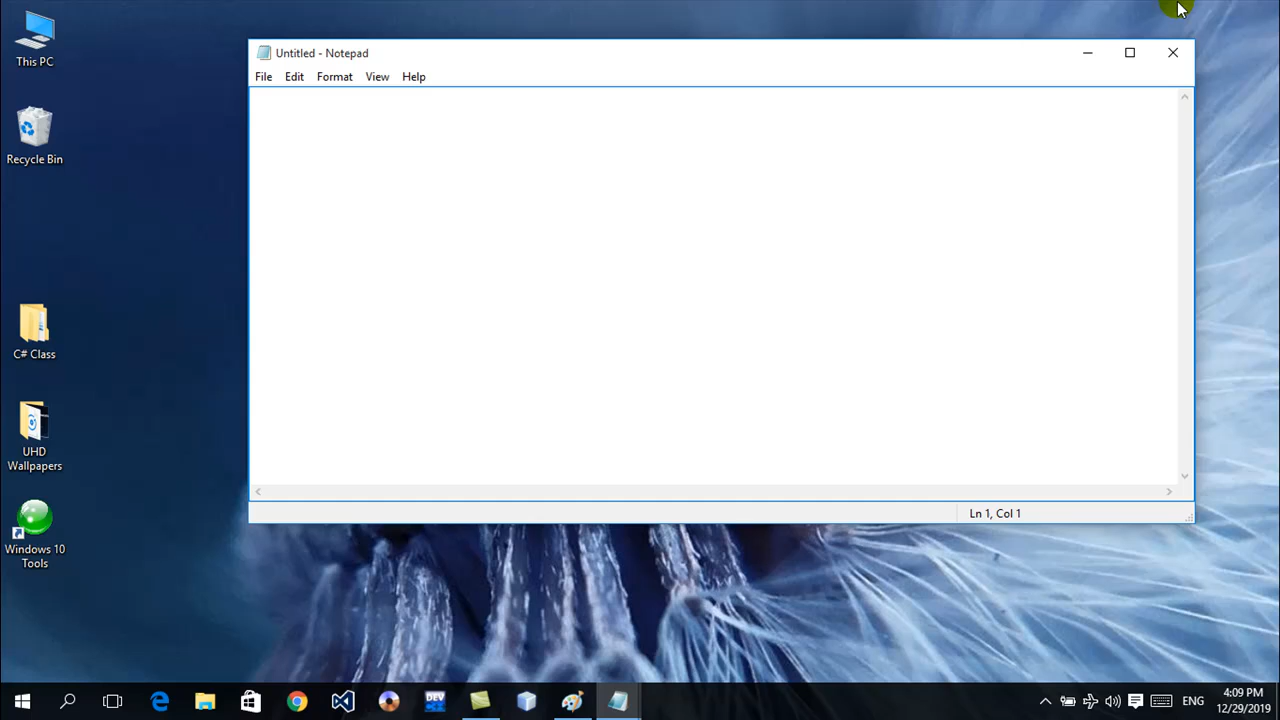 This PC
Recycle Bin
C# Class
UHD
Wallpapers
Windows 10
Tools
Untitled - Notepad
File Edit Format View Help
Ln 1, Col 1
DEV
ENG
4:09 PM
12/29/2019